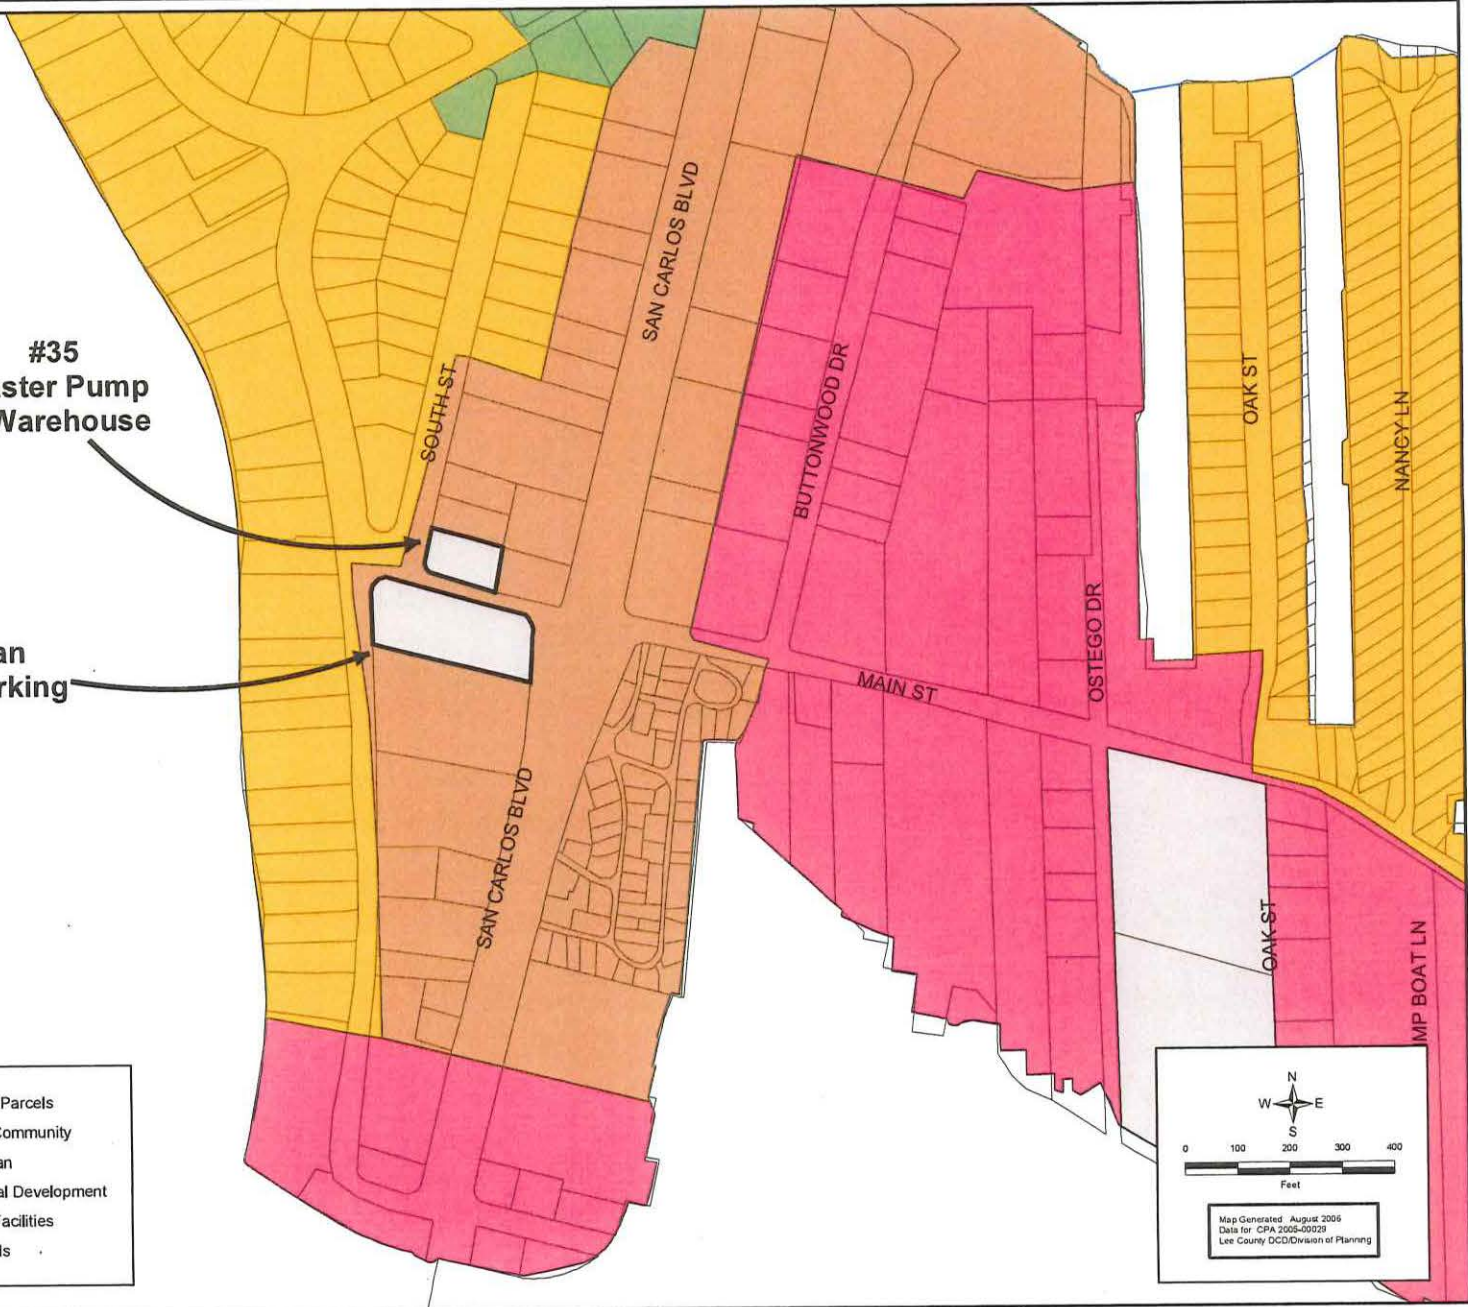 #35
ster Pump
Warehouse
an
rking
SAN CARLOS BLVD
SOUTH ST
BUTTONWOOD DR
OAK ST
NANCY LN
OSTEGO DR
MAIN ST
SAN CARLOS BLVD
OAK ST
MP BOAT LN
Parcels
Community
an
al Development
Facilities
ls
N
W E
S
0 100 200 300 400
Feet
Map Generated August 2006
Data for CPA 2005-00029
Lee County DCD/Division of Planning